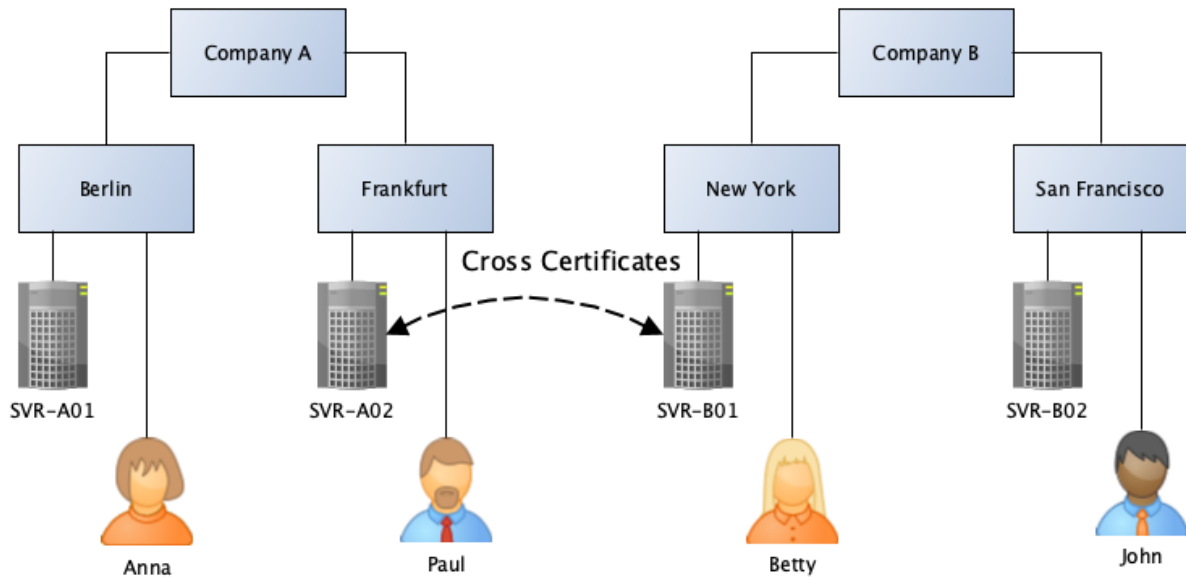 Company A
Company B
Berlin
Frankfurt
New York
San Francisco
Cross Certificates
SVR-A01
SVR-A02
SVR-B01
SVR-B02
Anna
Paul
Betty
John